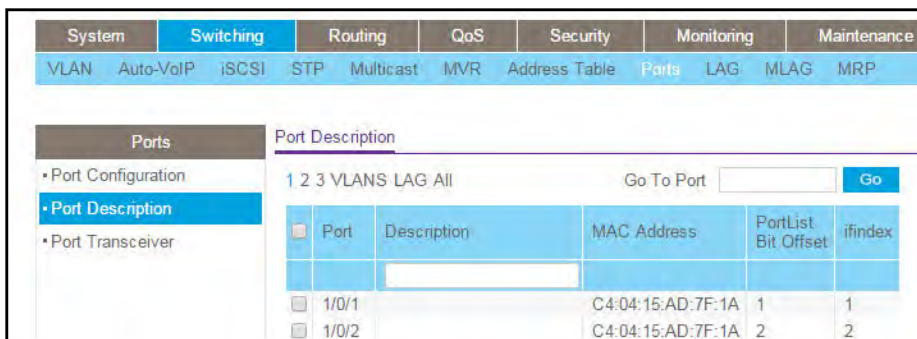 System Switching Routing QoS Security Monitoring Maintenance
VLAN Auto-VoIP iSCSI STP Multicast MVR Address Table Ports LAG MLAG MRP
Ports
Port Configuration
Port Description
Port Transceiver
Port Description
1 2 3 VLANS LAG All Go To Port Go
Port Description MAC Address PortList Bit Offset ifindex
1/0/1 C4:04:15:AD:7F:1A 1 1
1/0/2 C4:04:15:AD:7F:1A 2 2